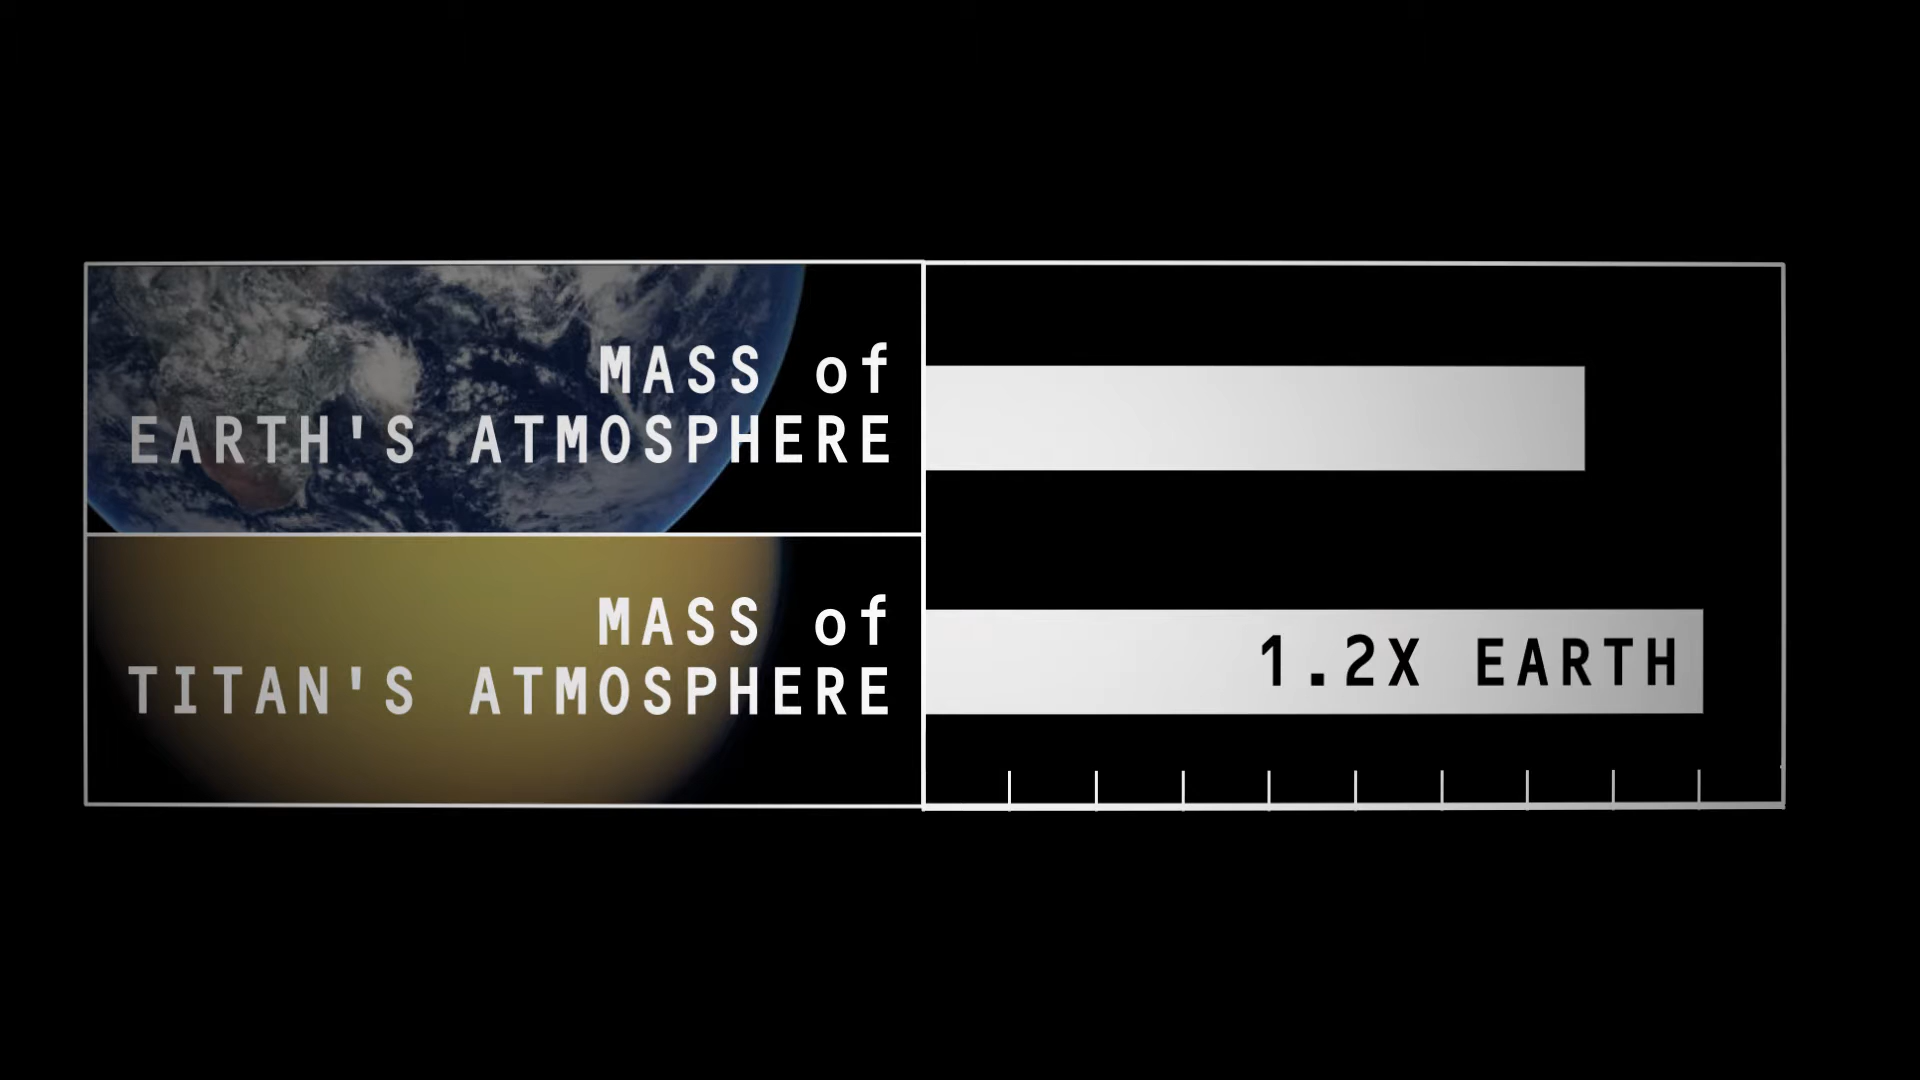 MASS of
EARTH'S ATMOSPHERE
MASS of
TITAN'S ATMOSPHERE
1.2X EARTH